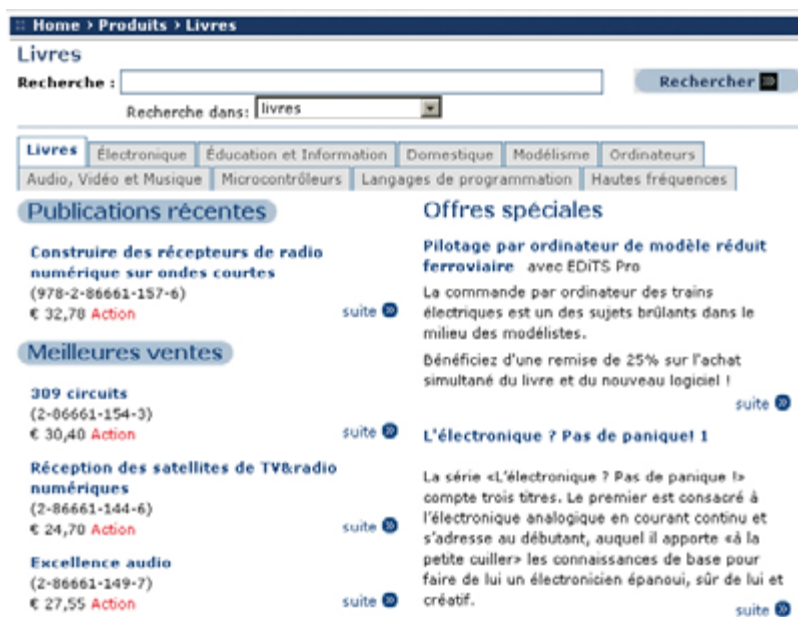 :: Home › Produits › Livres
Livres
Recherche :
Rechercher
Recherche dans: livres
Livres Électronique Éducation et Information Domestique Modélisme Ordinateurs
Audio, Vidéo et Musique Microcontrôleurs Langages de programmation Hautes fréquences
Publications récentes
Construire des récepteurs de radio
numérique sur ondes courtes
(978-2-86661-157-6)
€ 32,78 Action
suite
Meilleures ventes
309 circuits
(2-86661-154-3)
€ 30,40 Action
suite
Réception des satellites de TV&radio
numériques
(2-86661-144-6)
€ 24,70 Action
suite
Excellence audio
(2-86661-149-7)
€ 27,55 Action
suite
Offres spéciales
Pilotage par ordinateur de modèle réduit
ferroviaire avec EDiTS Pro
La commande par ordinateur des trains
électriques est un des sujets brûlants dans le
milieu des modélistes.
Bénéficiez d'une remise de 25% sur l'achat
simultané du livre et du nouveau logiciel !
suite
L'électronique ? Pas de panique! 1
La série «L'électronique ? Pas de panique !»
compte trois titres. Le premier est consacré à
l'électronique analogique en courant continu et
s'adresse au débutant, auquel il apporte «à la
petite cuiller» les connaissances de base pour
faire de lui un électronicien épanoui, sûr de lui et
créatif.
suite